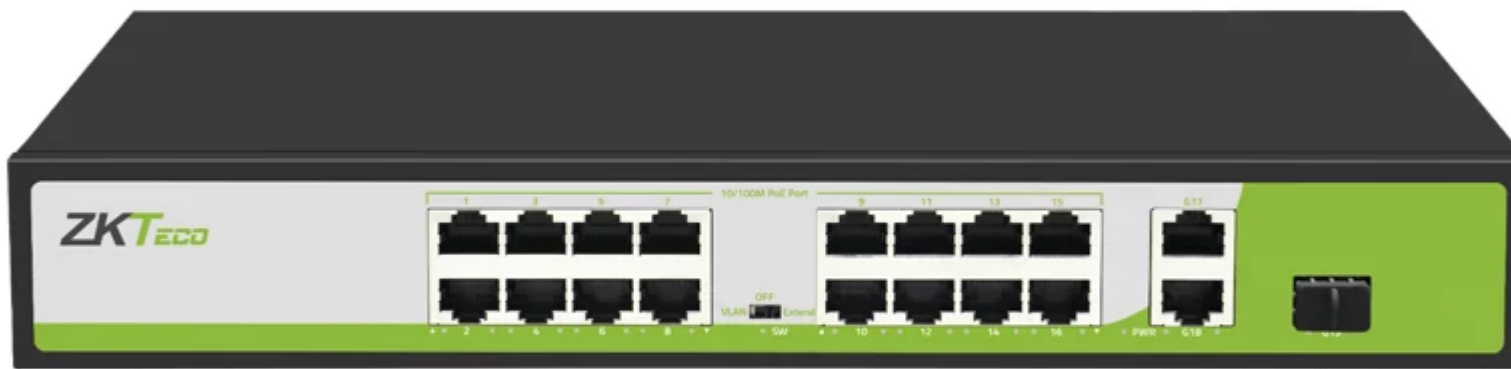 10/100M PoE Port
1 3 5 7 9 11 13 15 G17
ZKTECO
OFF
VLAN Extend
2 4 6 8 SW 10 12 14 16 PWR G18